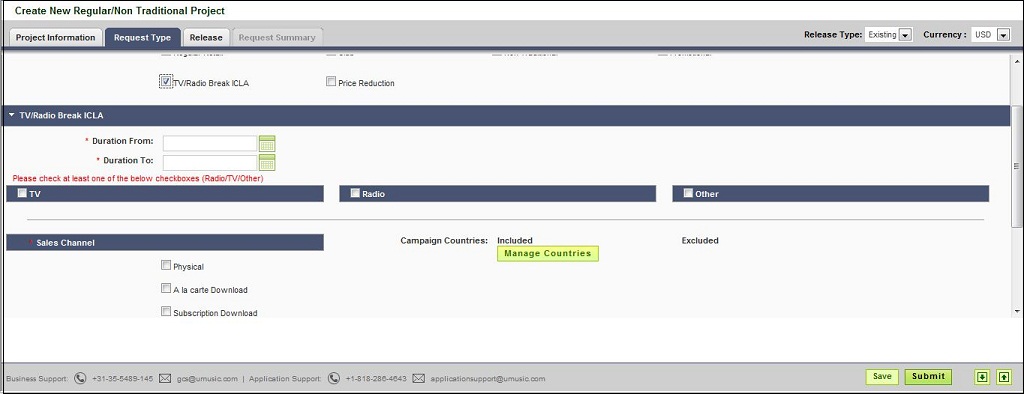 Create New Regular/Non Traditional Project
Project Information Request Type Release Request Summary Release Type: Existing Currency : USD
TV/Radio Break ICLA Price Reduction
TV/Radio Break ICLA
* Duration From:
* Duration To:
Please check at least one of the below checkboxes (Radio/TV/Other)
TV Radio Other
* Sales Channel Campaign Countries: Included Excluded
Manage Countries
Physical
A la carte Download
Subscription Download
Business Support: +31-35-5489-145 gcs@umusic.com | Application Support: +1-818-286-4643 applicationsupport@umusic.com Save Submit